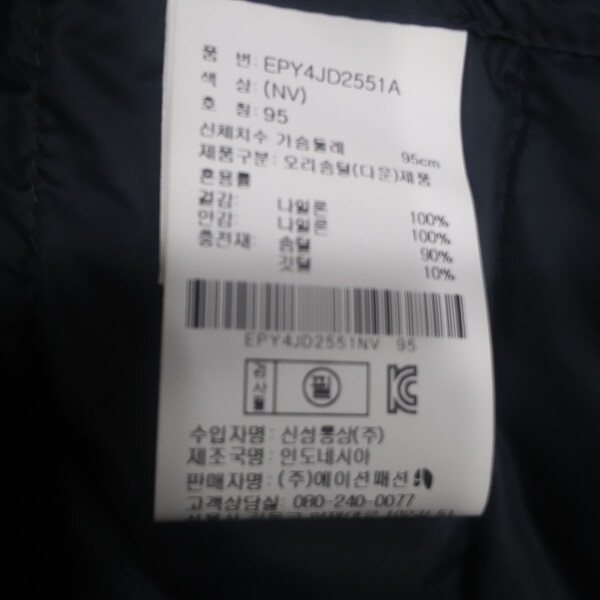 품 번: EPY4JD2551A
색 상: (NV)
호 칭: 95
신체치수 가슴둘레 95cm
제품구분: 오리솜털(다운)제품
혼용률
겉감: 나일론 100%
안감: 나일론 100%
충전재: 솜털 90%
깃털 10%
EPY4JD2551NV 95
검사필 필
수입자명: 신성통상(주)
제조국명: 인도네시아
판매자명: (주)에이션패션
고객상담실: 080-240-0077